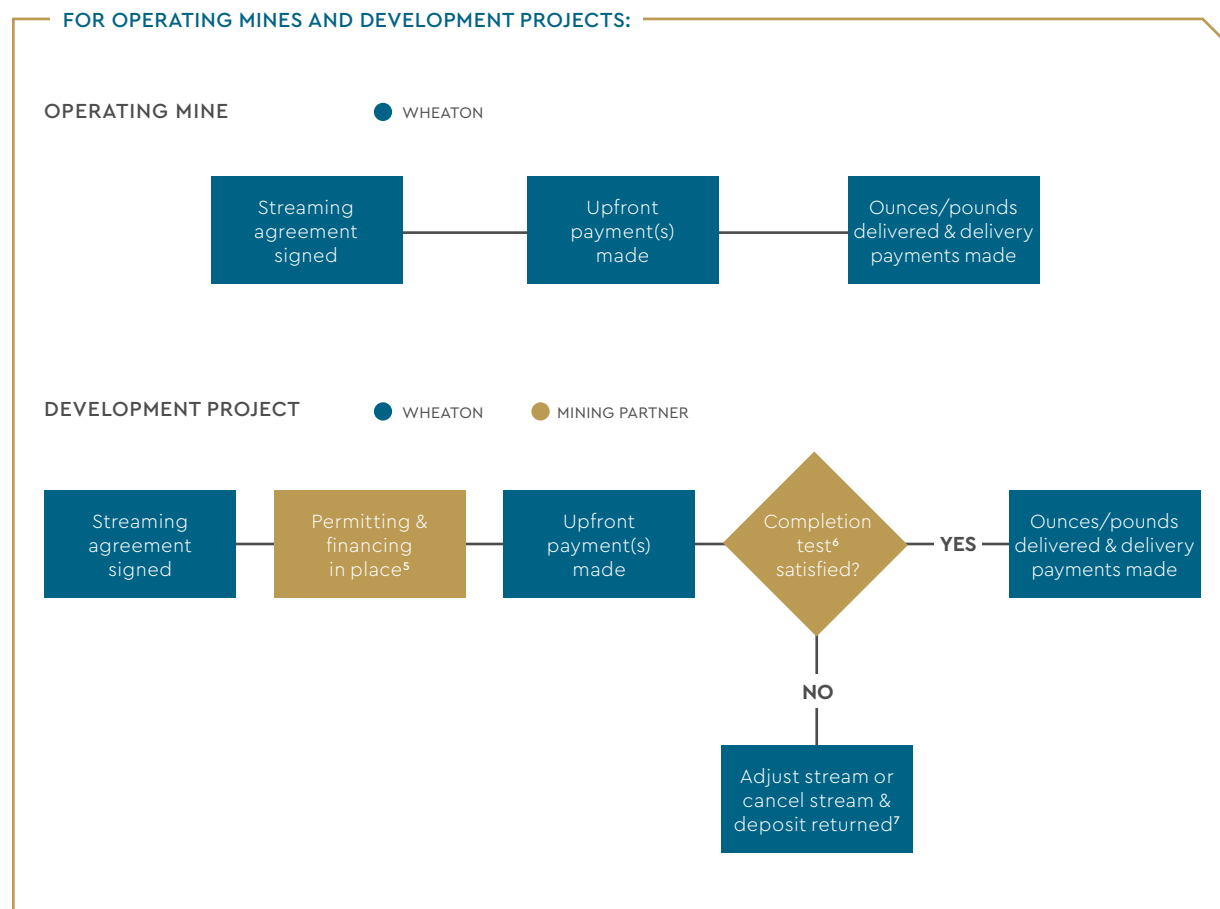 FOR OPERATING MINES AND DEVELOPMENT PROJECTS:
OPERATING MINE
WHEATON
Streaming
agreement
signed
Upfront
payment(s)
made
Ounces/pounds
delivered & delivery
payments made
DEVELOPMENT PROJECT
WHEATON
MINING PARTNER
Streaming
agreement
signed
Permitting &
financing
in place⁵
Upfront
payment(s)
made
Completion
test⁶
satisfied?
YES
Ounces/pounds
delivered & delivery
payments made
NO
Adjust stream or
cancel stream &
deposit returned⁷